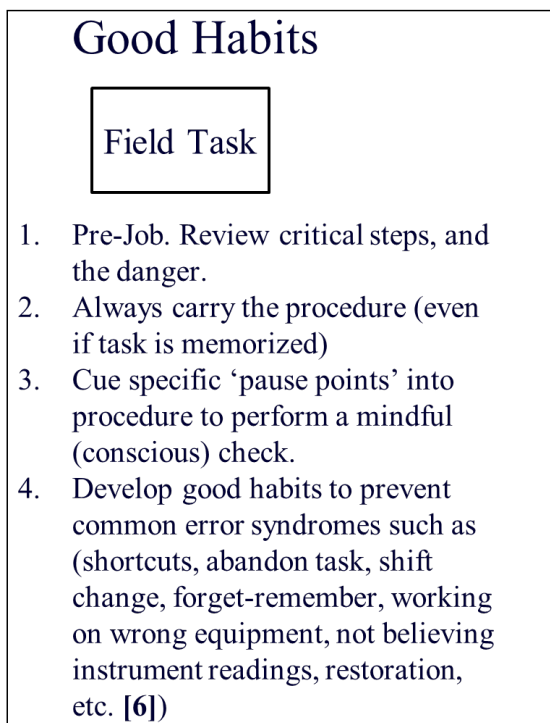 Good Habits
Field Task
1. Pre-Job. Review critical steps, and
the danger.
2. Always carry the procedure (even
if task is memorized)
3. Cue specific ‘pause points’ into
procedure to perform a mindful
(conscious) check.
4. Develop good habits to prevent
common error syndromes such as
(shortcuts, abandon task, shift
change, forget-remember, working
on wrong equipment, not believing
instrument readings, restoration,
etc. [6])